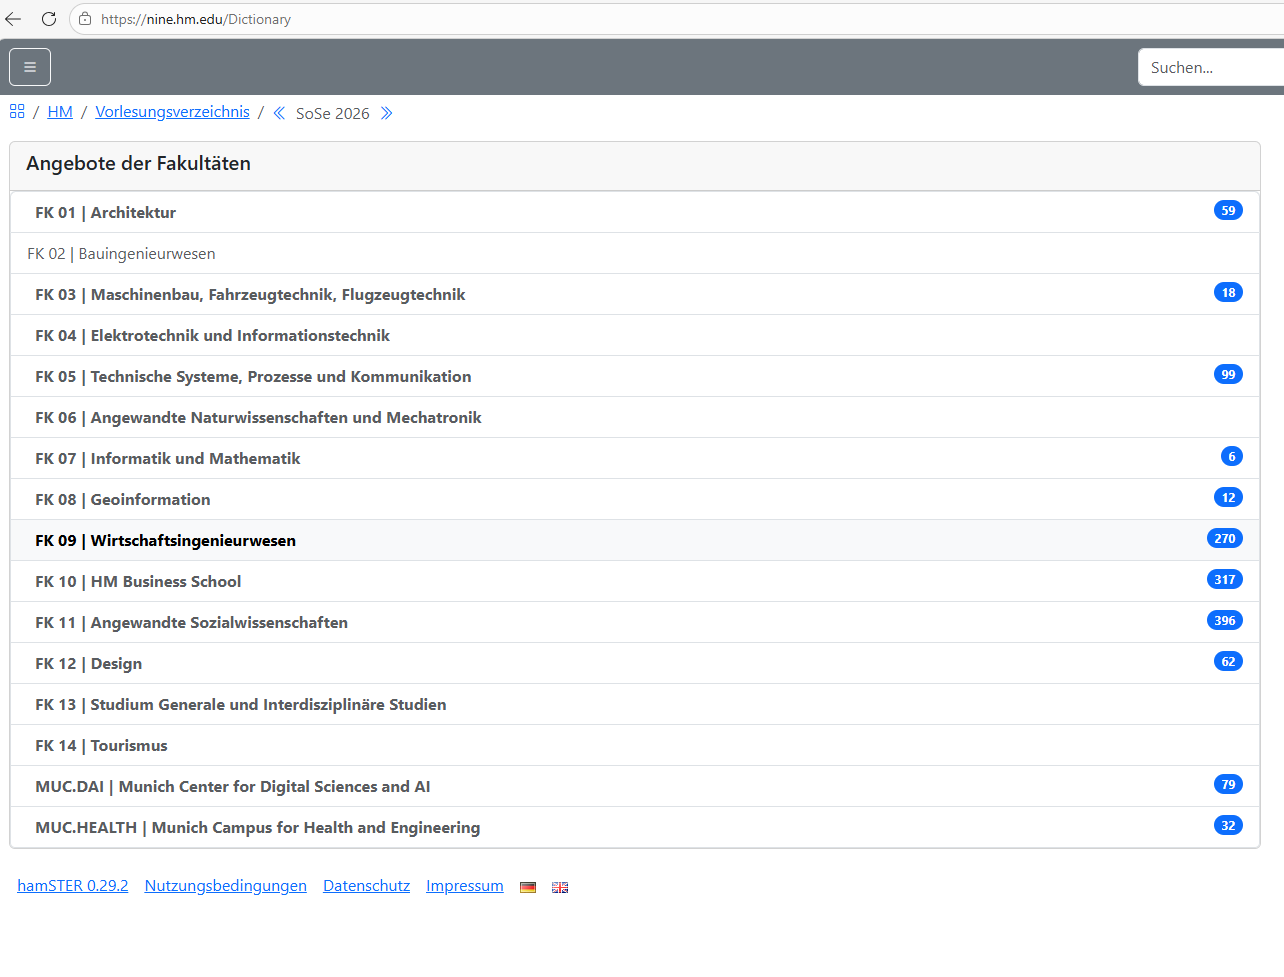 https://nine.hm.edu/Dictionary
Suchen...
/ HM / Vorlesungsverzeichnis / « SoSe 2026 »
Angebote der Fakultäten
FK 01 | Architektur 59
FK 02 | Bauingenieurwesen
FK 03 | Maschinenbau, Fahrzeugtechnik, Flugzeugtechnik 18
FK 04 | Elektrotechnik und Informationstechnik
FK 05 | Technische Systeme, Prozesse und Kommunikation 99
FK 06 | Angewandte Naturwissenschaften und Mechatronik
FK 07 | Informatik und Mathematik 6
FK 08 | Geoinformation 12
FK 09 | Wirtschaftsingenieurwesen 270
FK 10 | HM Business School 317
FK 11 | Angewandte Sozialwissenschaften 396
FK 12 | Design 62
FK 13 | Studium Generale und Interdisziplinäre Studien
FK 14 | Tourismus
MUC.DAI | Munich Center for Digital Sciences and AI 79
MUC.HEALTH | Munich Campus for Health and Engineering 32
hamSTER 0.29.2 Nutzungsbedingungen Datenschutz Impressum